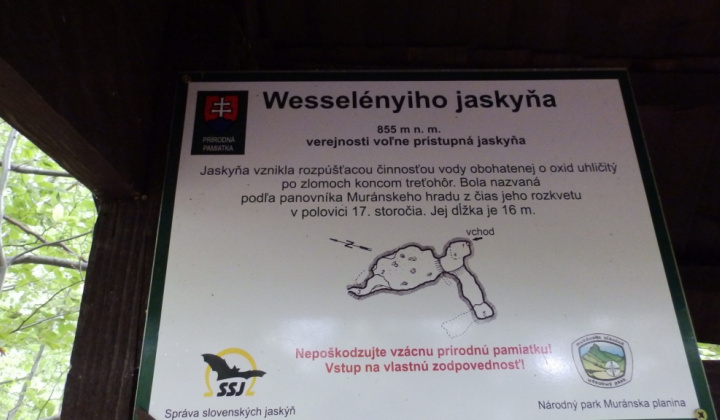 Wesselényiho jaskyňa
PRÍRODNÁ
PAMIATKA
855 m n. m.
verejnosti voľne prístupná jaskyňa
Jaskyňa vznikla rozpúšťacou činnosťou vody obohatenej o oxid uhličitý
po zlomoch koncom treťohôr. Bola nazvaná
podľa panovníka Muránskeho hradu z čias jeho rozkvetu
v polovici 17. storočia. Jej dĺžka je 16 m.
vchod
N
Nepoškodzujte vzácnu prírodnú pamiatku!
Vstup na vlastnú zodpovednosť!
SSJ
Správa slovenských jaskýň
Národný park Muránska planina